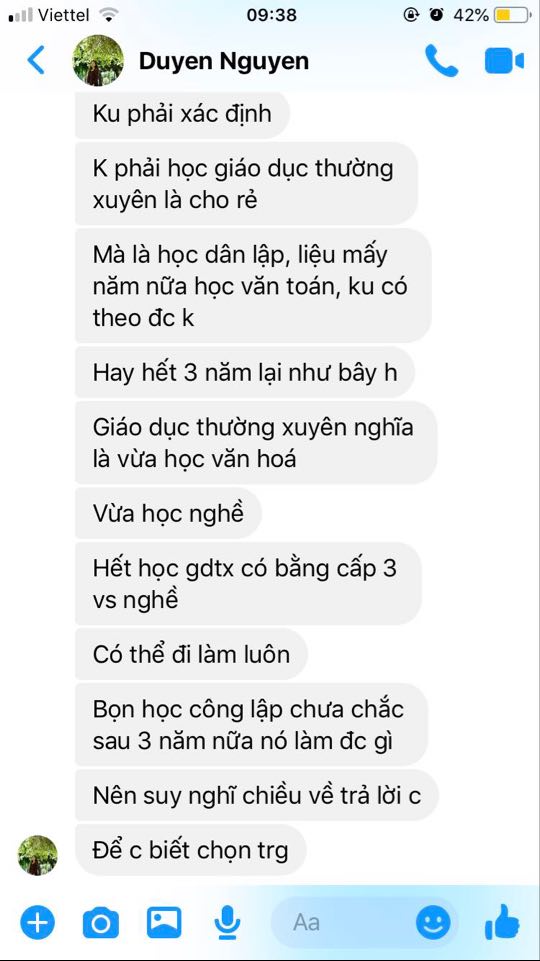 Viettel
09:38
42%
Duyen Nguyen
Ku phải xác định
K phải học giáo dục thường
xuyên là cho rẻ
Mà là học dân lập, liệu mấy
năm nữa học văn toán, ku có
theo đc k
Hay hết 3 năm lại như bây h
Giáo dục thường xuyên nghĩa
là vừa học văn hoá
Vừa học nghề
Hết học gdtx có bằng cấp 3
vs nghề
Có thể đi làm luôn
Bọn học công lập chưa chắc
sau 3 năm nữa nó làm đc gì
Nên suy nghĩ chiều về trả lời c
Để c biết chọn trg
Aa